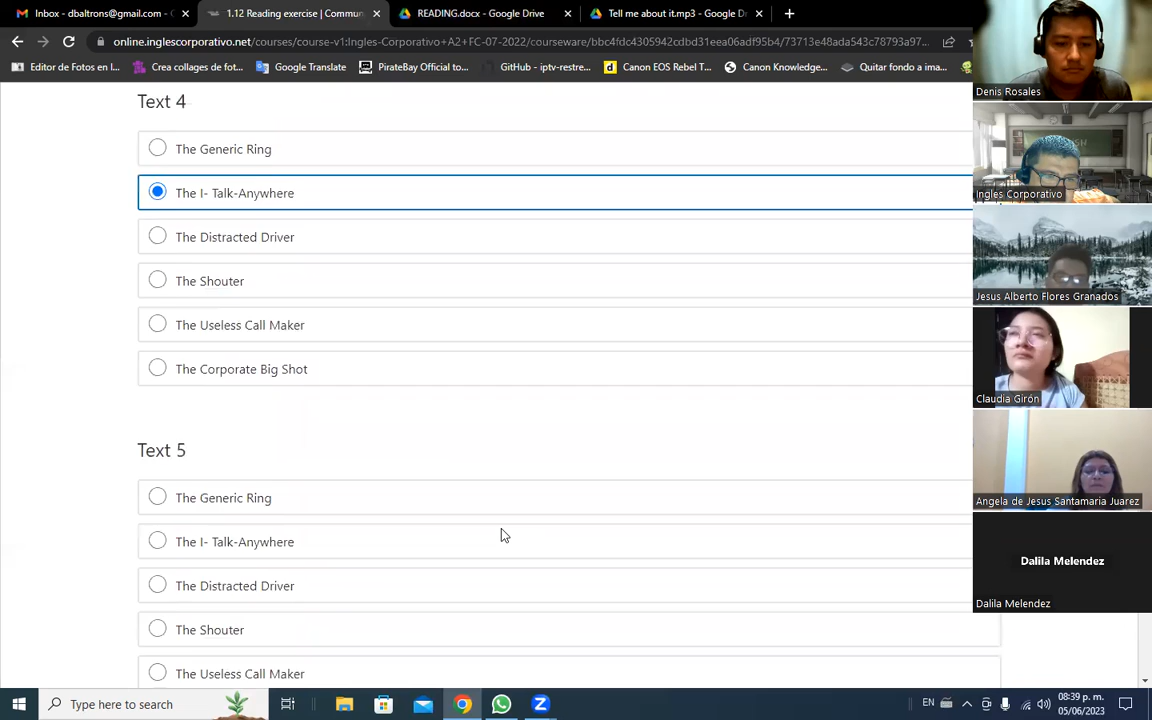 Inbox - dbaltrons@gmail.com -
1.12 Reading exercise | Commun
READING.docx - Google Drive
Tell me about it.mp3 - Google D
online.inglescorporativo.net/courses/course-v1:Ingles-Corporativo+A2+FC-07-2022/courseware/bbc4fdc4305942cdbd31eea06adf95b4/73713e48ada543c78793a97...
Editor de Fotos en l...
Crea collages de fot...
Google Translate
PirateBay Official to...
GitHub - iptv-restre...
Canon EOS Rebel T...
Canon Knowledge...
Quitar fondo a ima...
Text 4
The Generic Ring
The I- Talk-Anywhere
The Distracted Driver
The Shouter
The Useless Call Maker
The Corporate Big Shot
Text 5
The Generic Ring
The I- Talk-Anywhere
The Distracted Driver
The Shouter
The Useless Call Maker
Denis Rosales
Ingles Corporativo
Jesus Alberto Flores Granados
Claudia Girón
Angela de Jesus Santamaria Juarez
Dalila Melendez
Dalila Melendez
Type here to search
EN
08:39 p. m.
05/06/2023